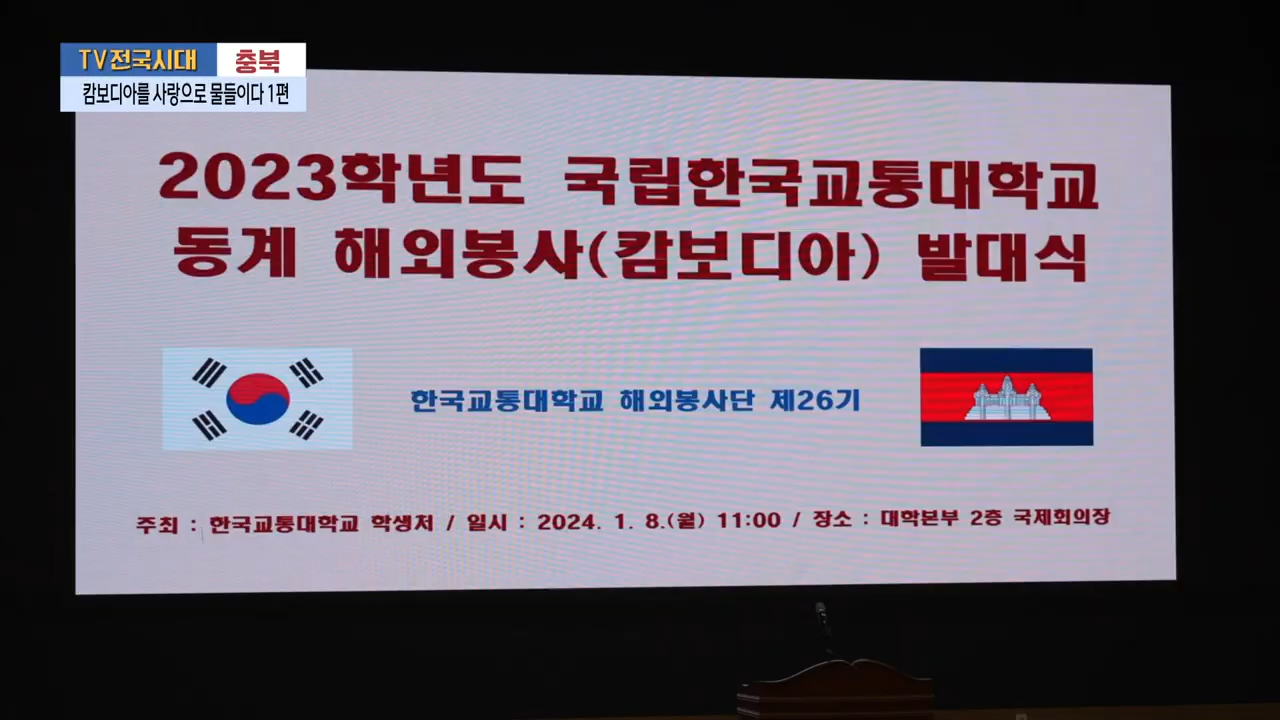 TV전국시대 충북
캄보디아를 사랑으로 물들이다 1편
2023학년도 국립한국교통대학교
동계 해외봉사(캄보디아) 발대식
한국교통대학교 해외봉사단 제26기
주최 : 한국교통대학교 학생처 / 일시 : 2024. 1. 8.(월) 11:00 / 장소 : 대학본부 2층 국제회의장